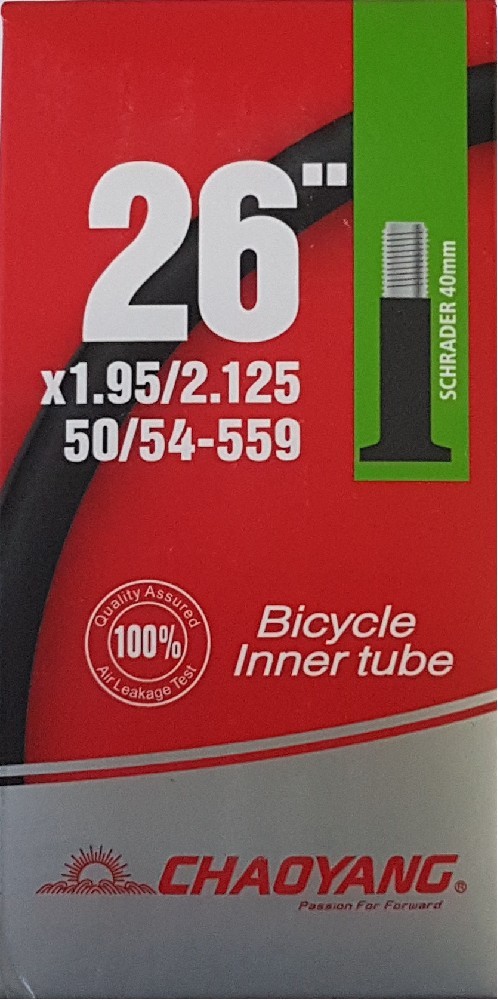 26"
x1.95/2.125
50/54-559
SCHRADER 40mm
Quality Assured
100%
Air Leakage Test
Bicycle
Inner tube
CHAOYANG®
Passion For Forward